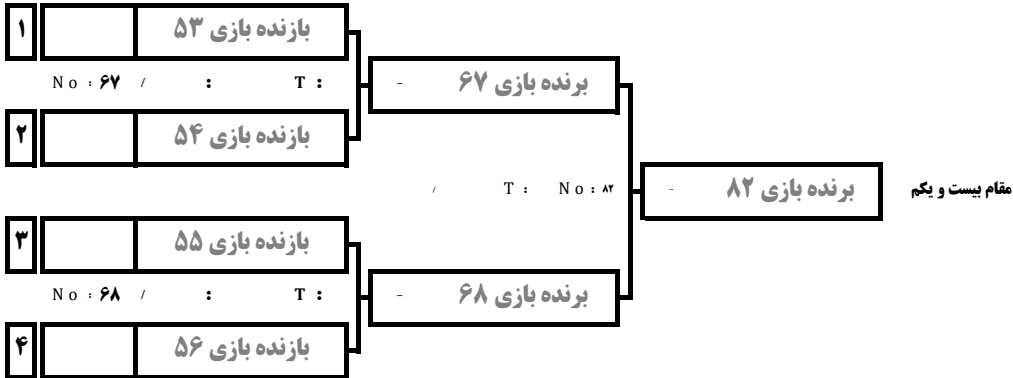 ۱ بازنده بازی ۵۳
No : ۶۷ / : T :
برنده بازی ۶۷ -
۲ بازنده بازی ۵۴
/ T : No : ۸۲
برنده بازی ۸۲ -
مقام بیست و یکم
۳ بازنده بازی ۵۵
No : ۶۸ / : T :
برنده بازی ۶۸ -
۴ بازنده بازی ۵۶